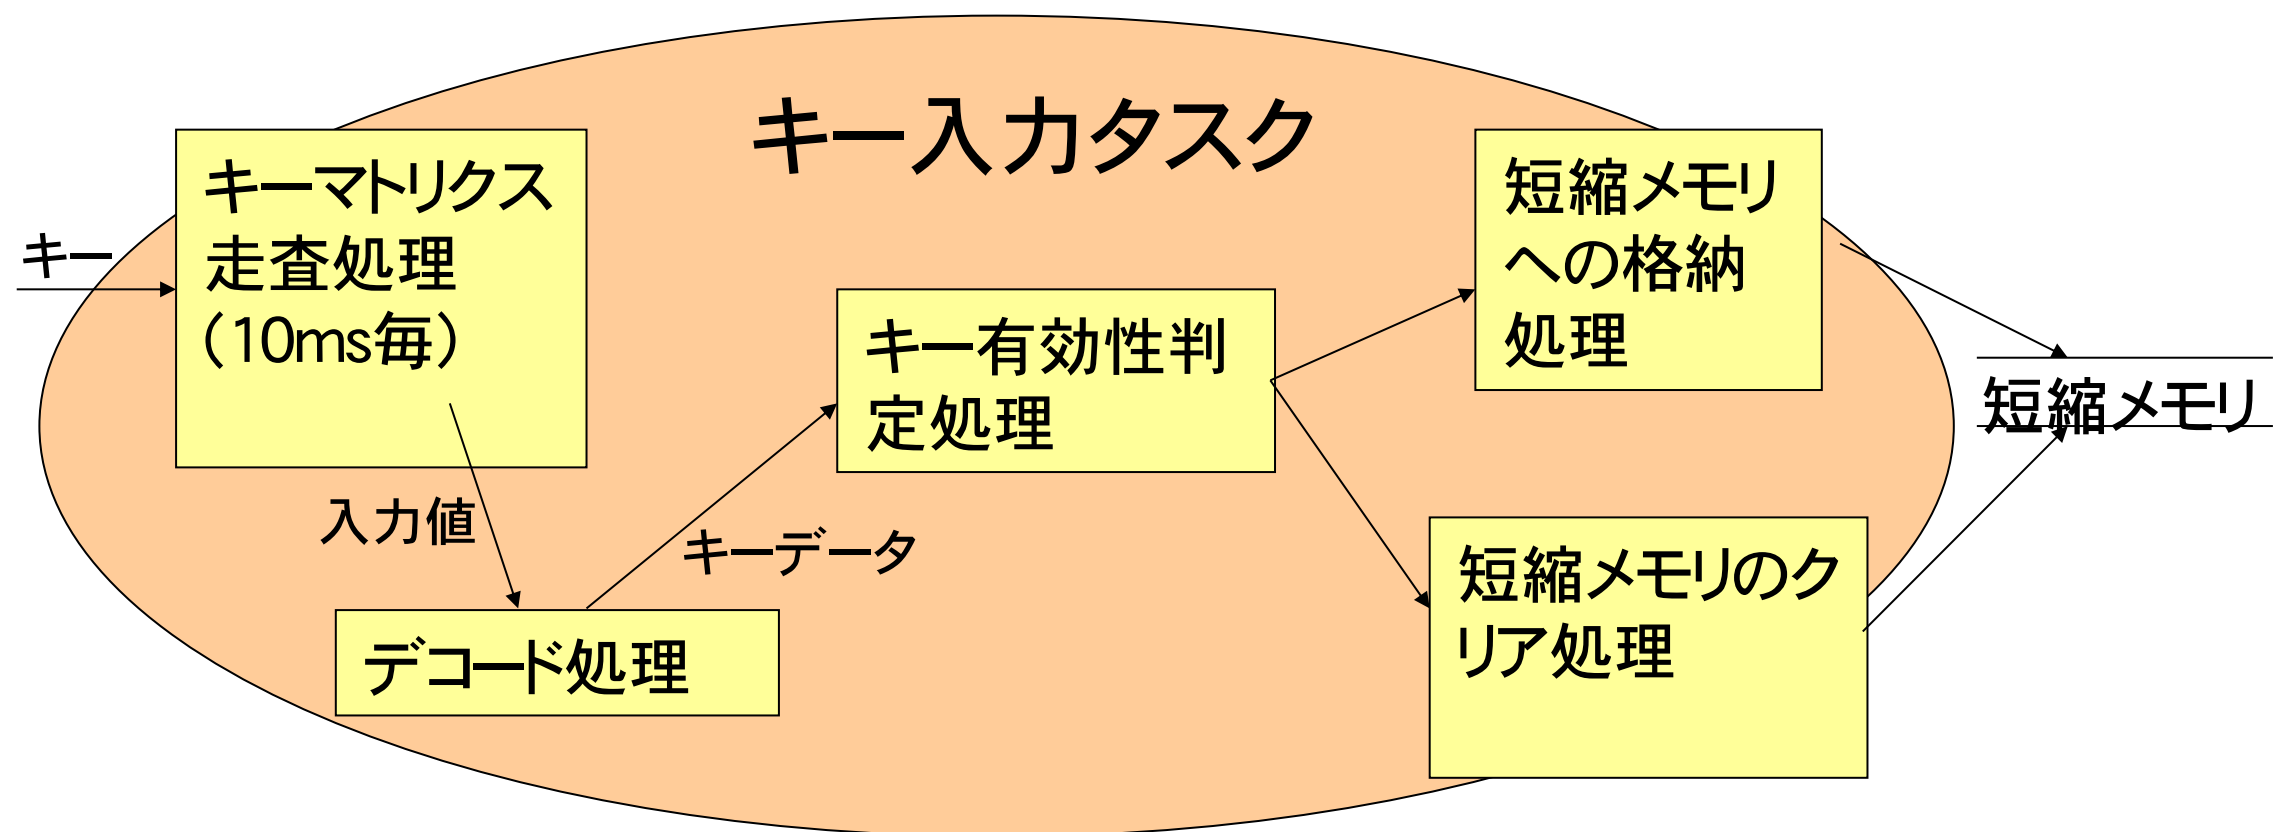 キー入力タスク
キー
キーマトリクス
走査処理
（10ms毎）
入力値
デコード処理
キーデータ
キー有効性判
定処理
短縮メモリ
への格納
処理
短縮メモリのク
リア処理
短縮メモリ